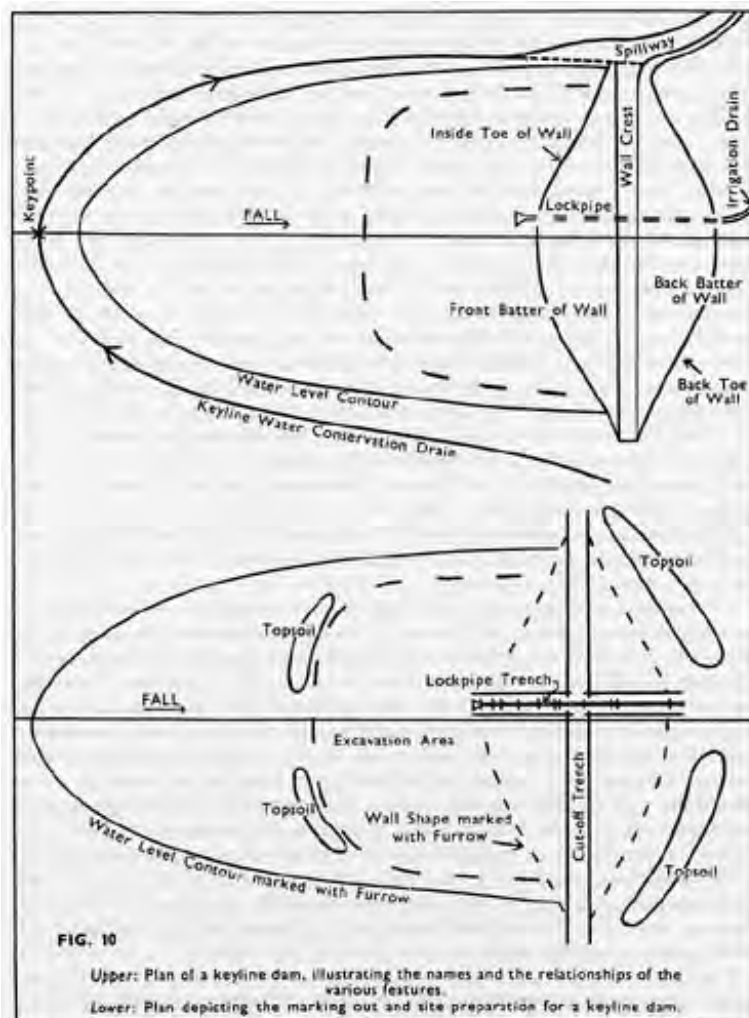 Spillway
Keypoint
Inside Toe of Wall
Wall Crest
Irrigation Drain
FALL
Lockpipe
Front Batter of Wall
Back Batter
of Wall
Back Toe
of Wall
Water Level Contour
Keyline Water Conservation Drain
Topsoil
Topsoil
Lockpipe Trench
FALL
Excavation Area
Topsoil
Wall Shape marked
with Furrow
Cut-off Trench
Topsoil
Water Level Contour marked with Furrow
FIG. 10
Upper: Plan of a keyline dam, illustrating the names and the relationships of the
various features.
Lower: Plan depicting the marking out and site preparation for a keyline dam.